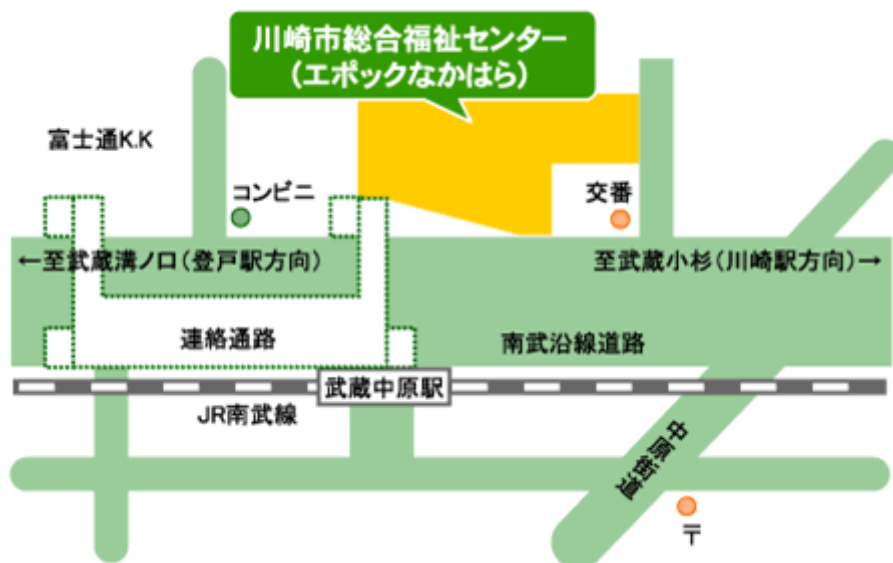 川崎市総合福祉センター
(エポックなかはら)
富士通K.K
コンビニ
交番
←至武蔵溝ノ口(登戸駅方向)
至武蔵小杉(川崎駅方向)→
連絡通路
南武沿線道路
武蔵中原駅
JR南武線
中原街道
〒